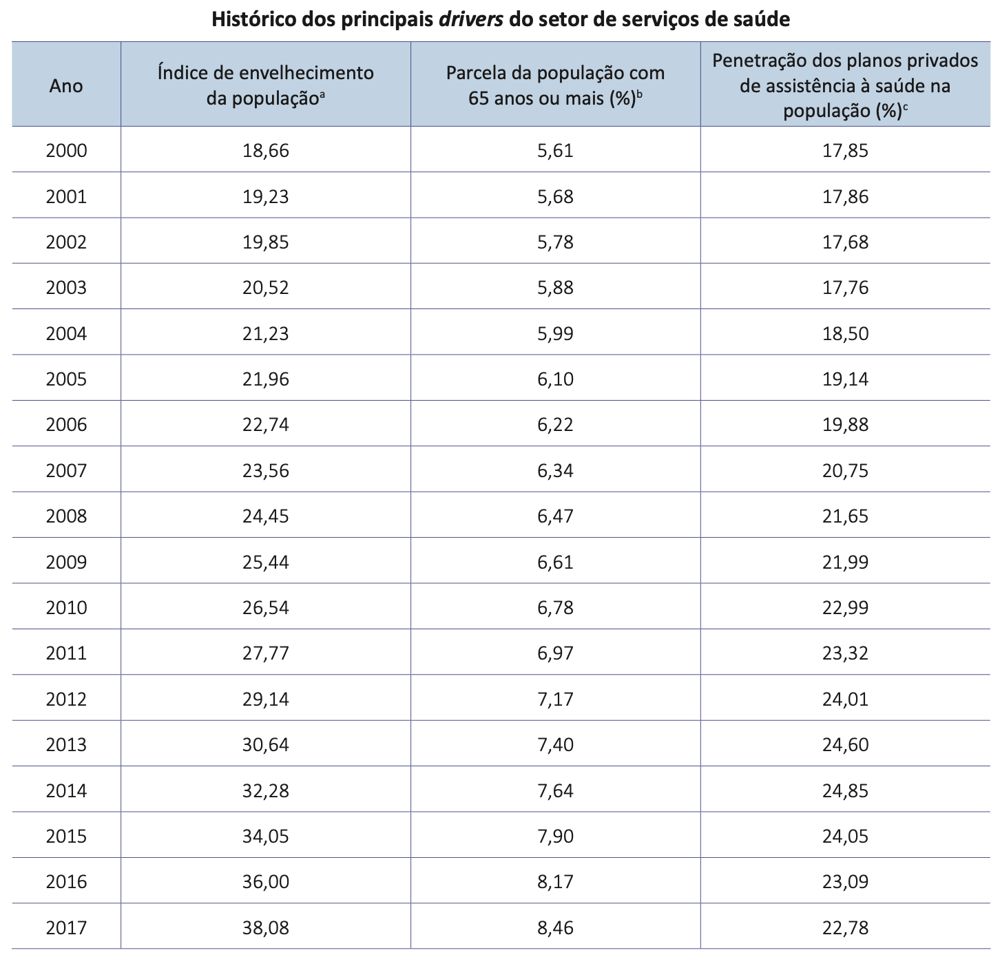 Histórico dos principais drivers do setor de serviços de saúde
Ano
Índice de envelhecimento
da populaçãoᵃ
Parcela da população com
65 anos ou mais (%)ᵇ
Penetração dos planos privados
de assistência à saúde na
população (%)ᶜ
2000 18,66 5,61 17,85
2001 19,23 5,68 17,86
2002 19,85 5,78 17,68
2003 20,52 5,88 17,76
2004 21,23 5,99 18,50
2005 21,96 6,10 19,14
2006 22,74 6,22 19,88
2007 23,56 6,34 20,75
2008 24,45 6,47 21,65
2009 25,44 6,61 21,99
2010 26,54 6,78 22,99
2011 27,77 6,97 23,32
2012 29,14 7,17 24,01
2013 30,64 7,40 24,60
2014 32,28 7,64 24,85
2015 34,05 7,90 24,05
2016 36,00 8,17 23,09
2017 38,08 8,46 22,78